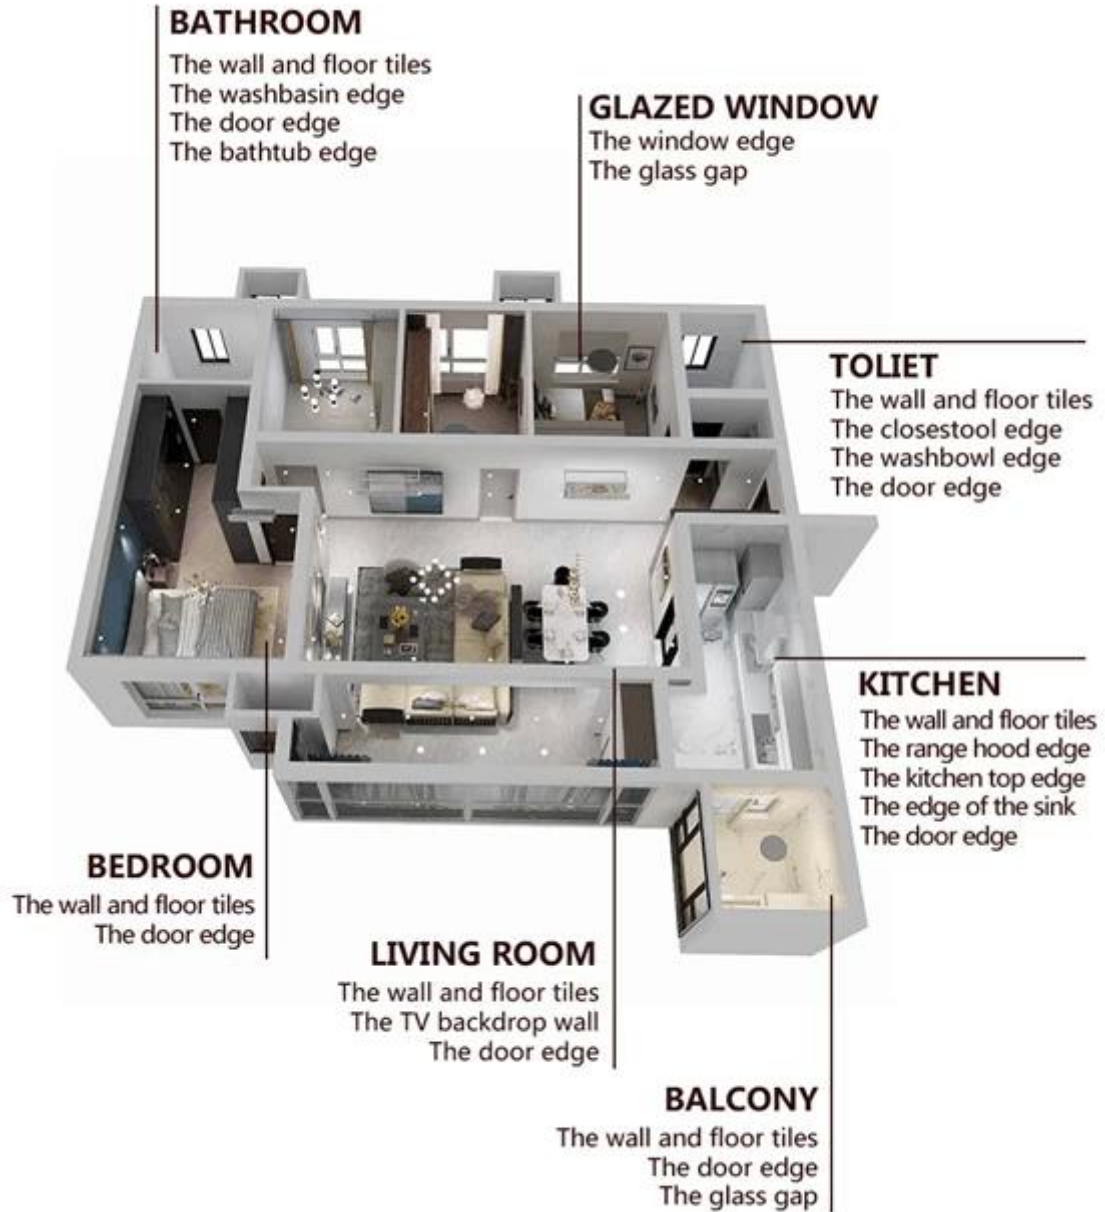 BATHROOM
The wall and floor tiles
The washbasin edge
The door edge
The bathtub edge
GLAZED WINDOW
The window edge
The glass gap
TOLIET
The wall and floor tiles
The closestool edge
The washbowl edge
The door edge
KITCHEN
The wall and floor tiles
The range hood edge
The kitchen top edge
The edge of the sink
The door edge
BEDROOM
The wall and floor tiles
The door edge
LIVING ROOM
The wall and floor tiles
The TV backdrop wall
The door edge
BALCONY
The wall and floor tiles
The door edge
The glass gap